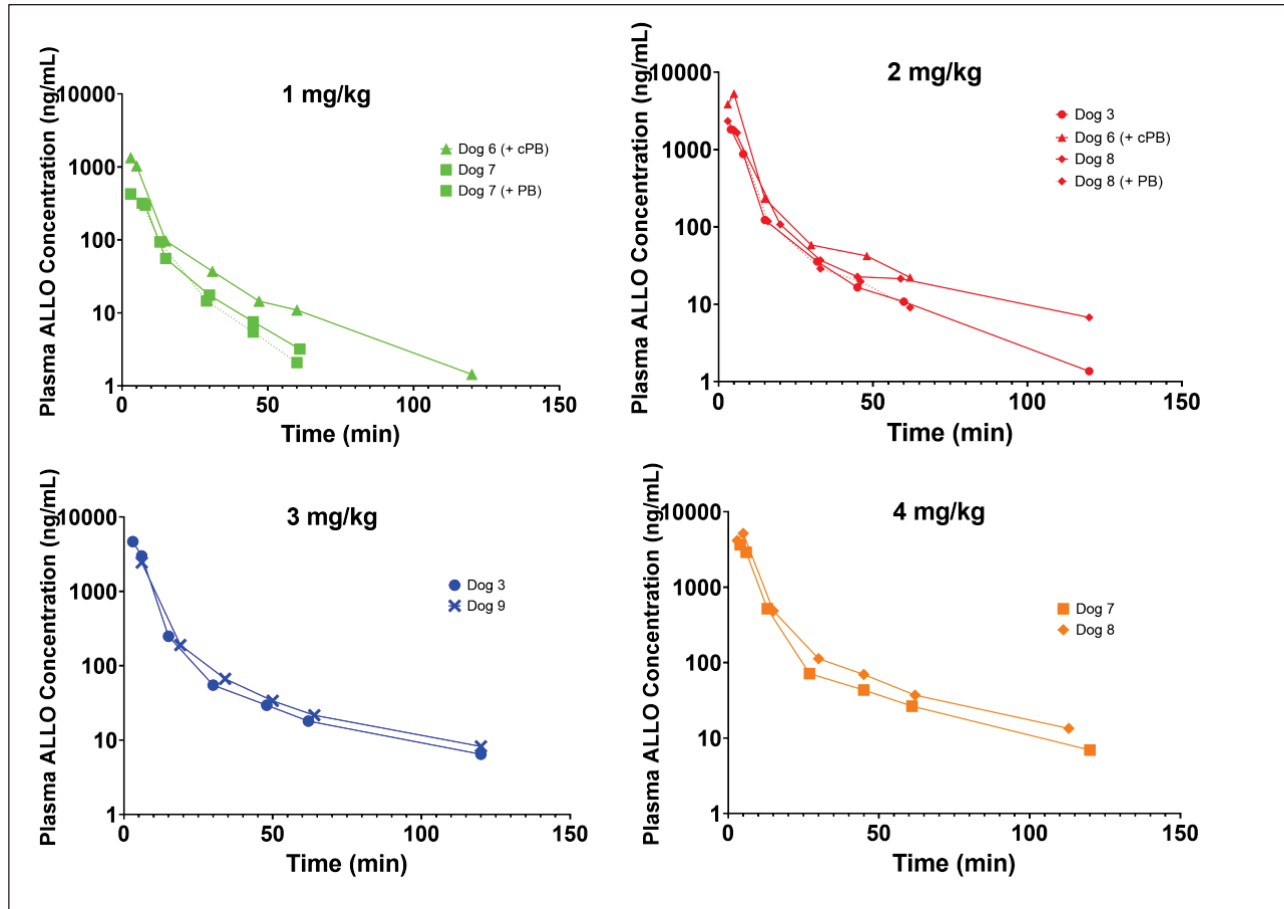 1 mg/kg
Plasma ALLO Concentration (ng/mL)
10000
1000
100
10
1
0
50
100
150
Time (min)
Dog 6 (+ cPB)
Dog 7
Dog 7 (+ PB)
2 mg/kg
Plasma ALLO Concentration (ng/mL)
10000
1000
100
10
1
0
50
100
150
Time (min)
Dog 3
Dog 6 (+ cPB)
Dog 8
Dog 8 (+ PB)
3 mg/kg
Plasma ALLO Concentration (ng/mL)
10000
1000
100
10
1
0
50
100
150
Time (min)
Dog 3
Dog 9
4 mg/kg
Plasma ALLO Concentration (ng/mL)
10000
1000
100
10
1
0
50
100
150
Time (min)
Dog 7
Dog 8